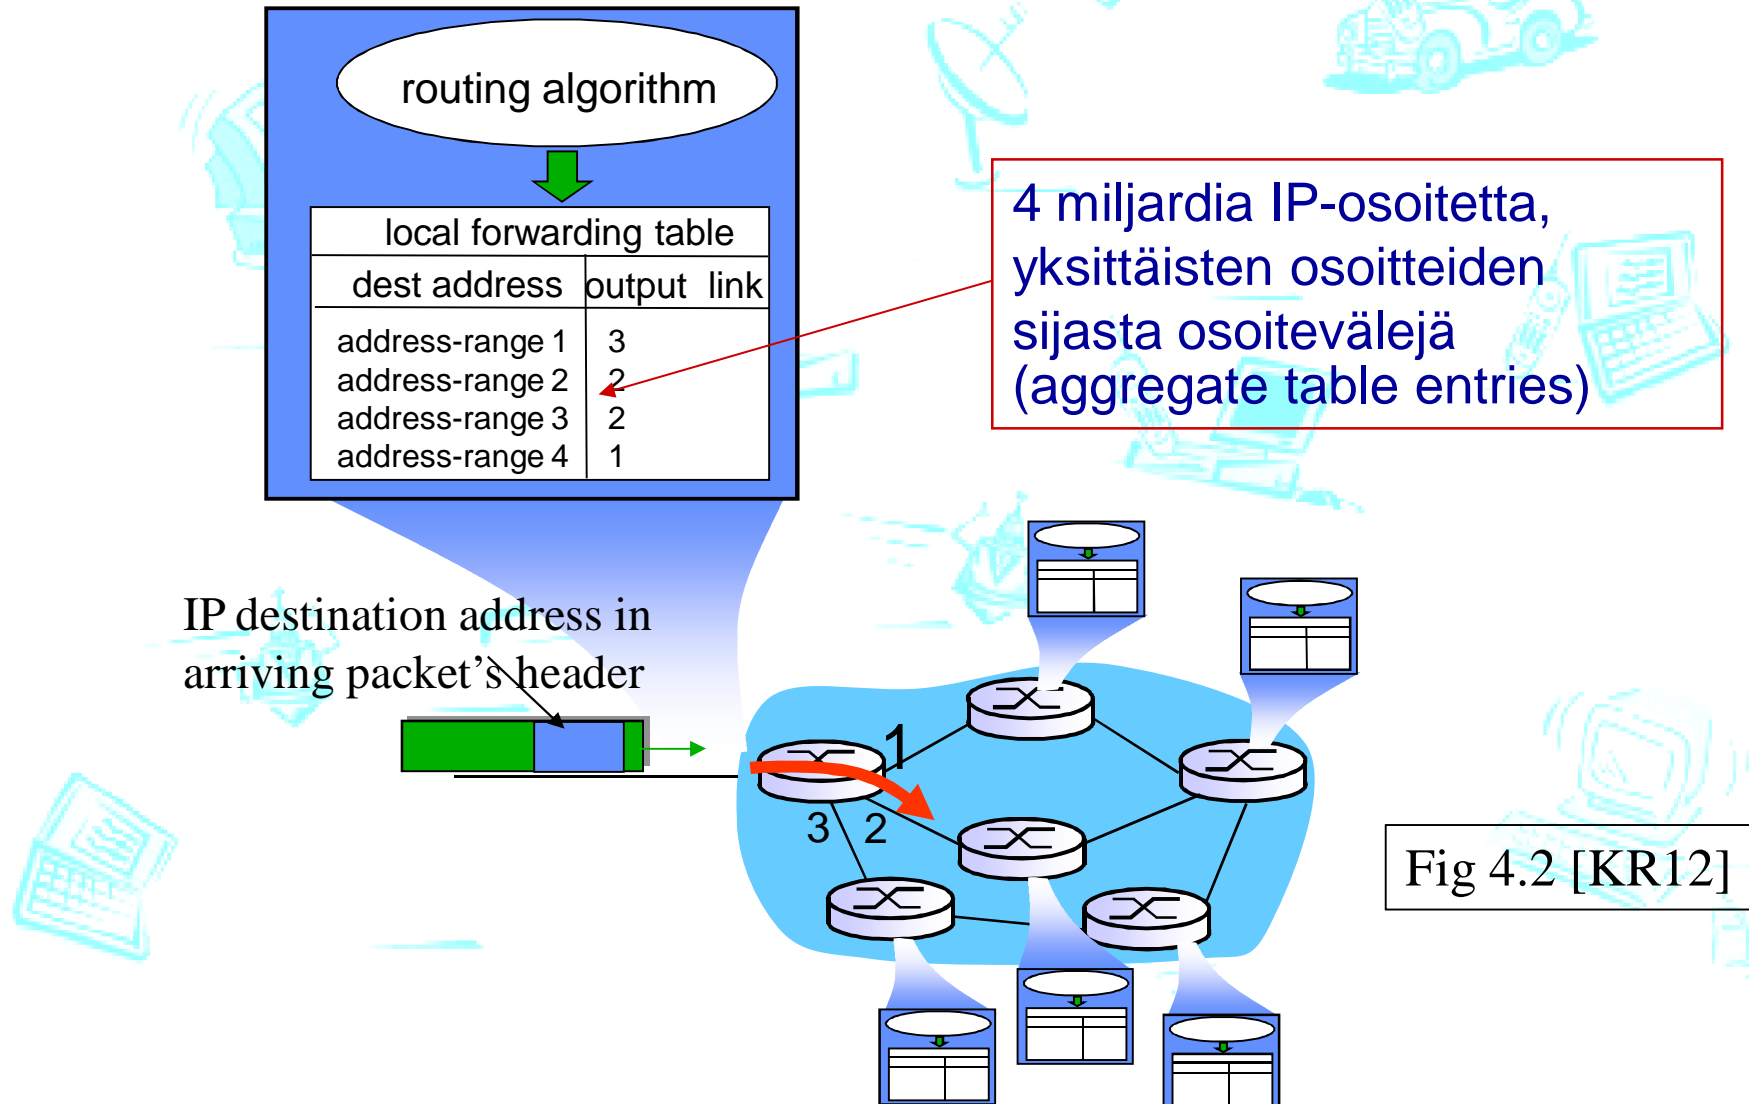 routing algorithm
local forwarding table
dest address output link
address-range 1 3
address-range 2 2
address-range 3 2
address-range 4 1
4 miljardia IP-osoitetta,
yksittäisten osoitteiden
sijasta osoitevälejä
(aggregate table entries)
IP destination address in
arriving packet's header
1
3 2
Fig 4.2 [KR12]